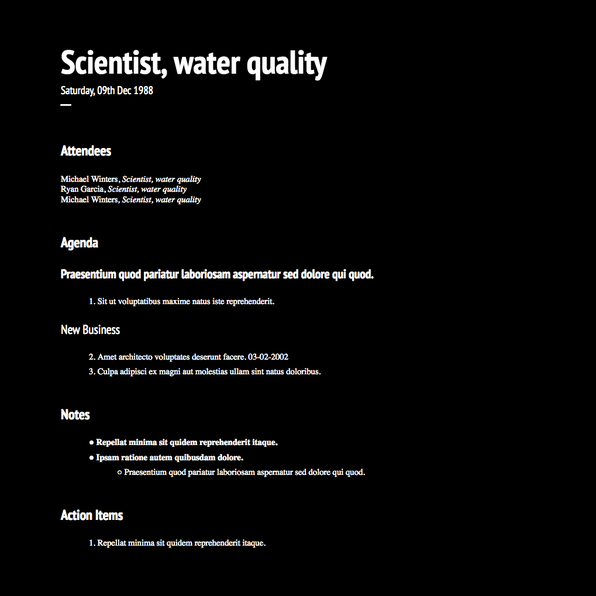 Scientist, water quality
Saturday, 09th Dec 1988
Attendees
Michael Winters, Scientist, water quality
Ryan Garcia, Scientist, water quality
Michael Winters, Scientist, water quality
Agenda
Praesentium quod pariatur laboriosam aspernatur sed dolore qui quod.
1. Sit ut voluptatibus maxime natus iste reprehenderit.
New Business
2. Amet architecto voluptates deserunt facere. 03-02-2002
3. Culpa adipisci ex magni aut molestias ullam sint natus doloribus.
Notes
● Repellat minima sit quidem reprehenderit itaque.
● Ipsam ratione autem quibusdam dolore.
○ Praesentium quod pariatur laboriosam aspernatur sed dolore qui quod.
Action Items
1. Repellat minima sit quidem reprehenderit itaque.